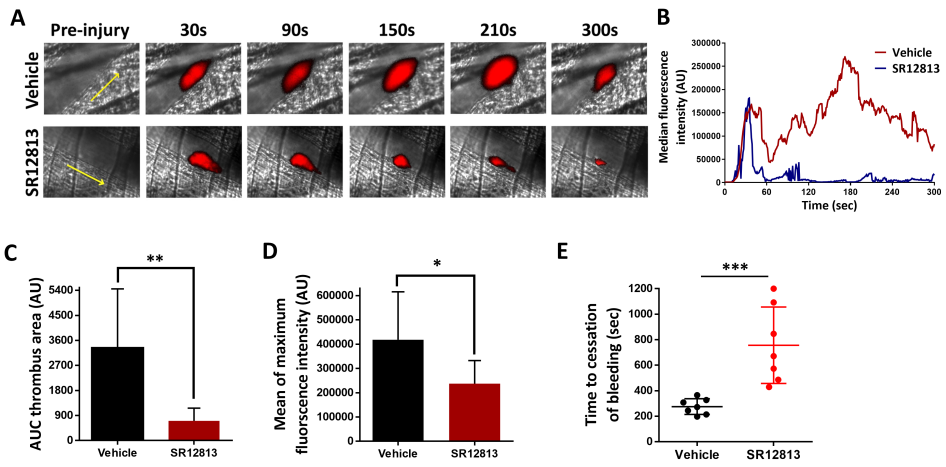 A
Pre-injury 30s 90s 150s 210s 300s
Vehicle
SR12813
B
Median fluorescence
intensity (AU)
300000
250000
200000
150000
100000
50000
0
0 60 120 180 240 300
Time (sec)
Vehicle
SR12813
C
AUC thrombus area (AU)
5400
4500
3600
2700
1800
900
0
**
Vehicle SR12813
D
Mean of maximum
fluorescence intensity (AU)
600000
500000
400000
300000
200000
100000
0
*
Vehicle SR12813
E
Time to cessation
of bleeding (sec)
1200
1000
800
600
400
200
0
***
Vehicle SR12813